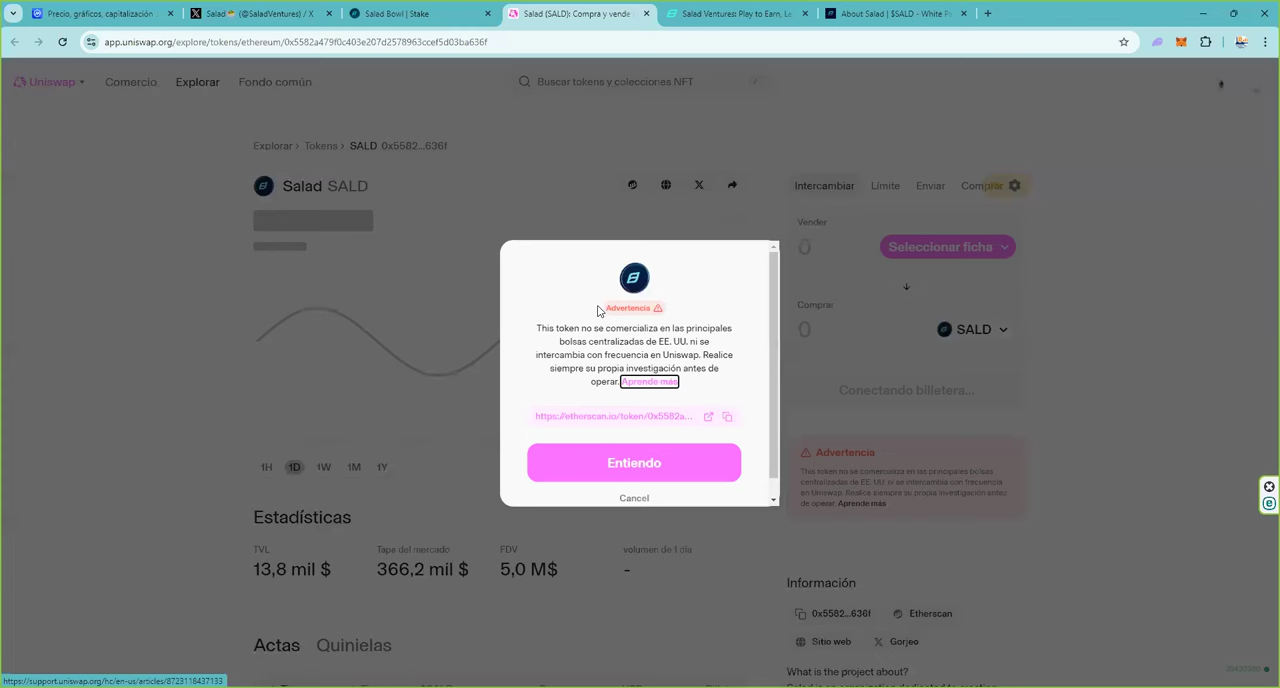 Precio, gráficos, capitalización
Salad (@SaladVentures) / X
Salad Bowl | Stake
Salad (SALD): Compra y vende
Salad Ventures: Play to Earn, Le
About Salad | $SALD - White Pa
app.uniswap.org/explore/tokens/ethereum/0x5582a479f0c403e207d2578963ccef5d03ba636f
Uniswap
Comercio
Explorar
Fondo común
Buscar tokens y colecciones NFT
/
Explorar > Tokens > SALD 0x5582...636f
Salad SALD
Intercambiar
Límite
Enviar
Comprar
Vender
0
Seleccionar ficha
Comprar
0
SALD
Conectando billetera...
Advertencia
This token no se comercializa en las principales
bolsas centralizadas de EE. UU. ni se
intercambia con frecuencia en Uniswap. Realice
siempre su propia investigación antes de
operar. Aprende más
https://etherscan.io/token/0x5582a...
Entiendo
Cancel
Advertencia
This token no se comercializa en las principales bolsas
centralizadas de EE. UU. ni se intercambia con frecuencia
en Uniswap. Realice siempre su propia investigación antes
de operar. Aprende más
1H
1D
1W
1M
1Y
Estadísticas
TVL
13,8 mil $
Tapa del mercado
366,2 mil $
FDV
5,0 M$
volumen de 1 día
-
Información
0x5582...636f
Etherscan
Sitio web
Gorjeo
What is the project about?
Actas
Quinielas
https://support.uniswap.org/hc/en-us/articles/8723118437133